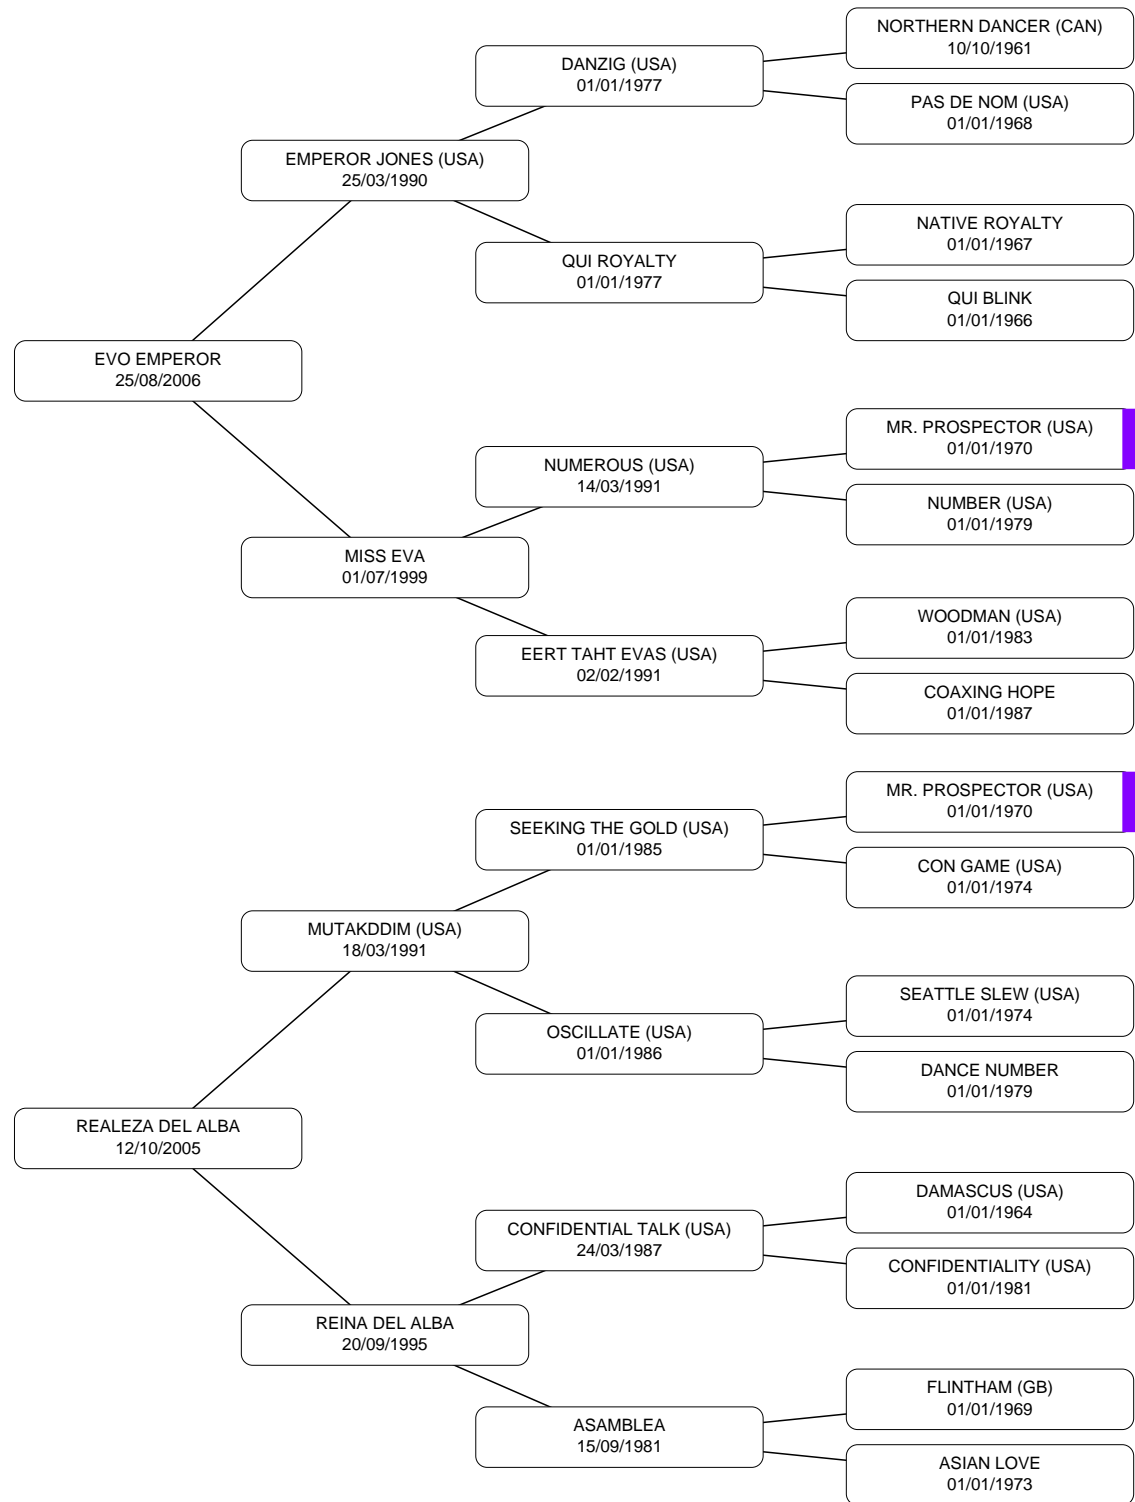 NORTHERN DANCER (CAN)
10/10/1961
DANZIG (USA)
01/01/1977
PAS DE NOM (USA)
01/01/1968
EMPEROR JONES (USA)
25/03/1990
NATIVE ROYALTY
01/01/1967
QUI ROYALTY
01/01/1977
QUI BLINK
01/01/1966
EVO EMPEROR
25/08/2006
MR. PROSPECTOR (USA)
01/01/1970
NUMEROUS (USA)
14/03/1991
NUMBER (USA)
01/01/1979
MISS EVA
01/07/1999
WOODMAN (USA)
01/01/1983
EERT TAHT EVAS (USA)
02/02/1991
COAXING HOPE
01/01/1987
MR. PROSPECTOR (USA)
01/01/1970
SEEKING THE GOLD (USA)
01/01/1985
CON GAME (USA)
01/01/1974
MUTAKDDIM (USA)
18/03/1991
SEATTLE SLEW (USA)
01/01/1974
OSCILLATE (USA)
01/01/1986
DANCE NUMBER
01/01/1979
REALEZA DEL ALBA
12/10/2005
DAMASCUS (USA)
01/01/1964
CONFIDENTIAL TALK (USA)
24/03/1987
CONFIDENTIALITY (USA)
01/01/1981
REINA DEL ALBA
20/09/1995
FLINTHAM (GB)
01/01/1969
ASAMBLEA
15/09/1981
ASIAN LOVE
01/01/1973